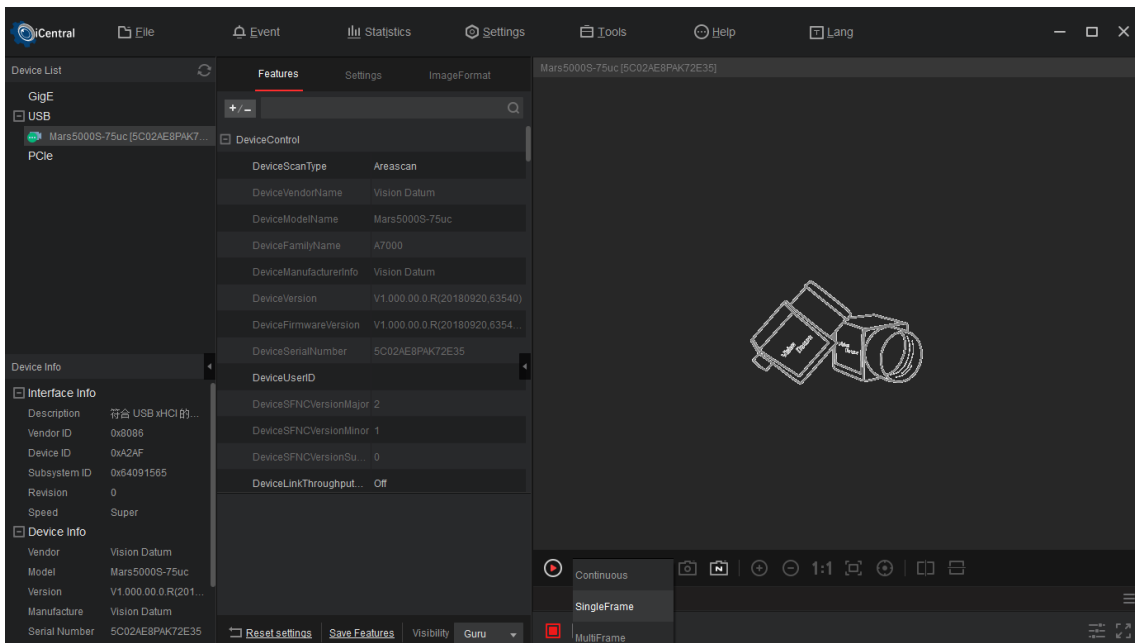 iCentral File Event Statistics Settings Tools Help Lang
Device List
GigE
USB
Mars5000S-75uc [5C02AE8PAK7...
PCIe
Device Info
Interface Info
Description 符合 USB xHCI 的...
Vendor ID 0x8086
Device ID 0xA2AF
Subsystem ID 0x64091565
Revision 0
Speed Super
Device Info
Vendor Vision Datum
Model Mars5000S-75uc
Version V1.000.00.0.R(201...
Manufacture Vision Datum
Serial Number 5C02AE8PAK72E35
Features Settings ImageFormat
+/-
DeviceControl
DeviceScanType Areascan
DeviceVendorName Vision Datum
DeviceModelName Mars5000S-75uc
DeviceFamilyName A7000
DeviceManufacturerInfo Vision Datum
DeviceVersion V1.000.00.0.R(20180920,63540)
DeviceFirmwareVersion V1.000.00.0.R(20180920,6354...
DeviceSerialNumber 5C02AE8PAK72E35
DeviceUserID
DeviceSFNCVersionMajor 2
DeviceSFNCVersionMinor 1
DeviceSFNCVersionSu... 0
DeviceLinkThroughput... Off
Reset settings Save Features Visibility Guru
Mars5000S-75uc [5C02AE8PAK72E35]
Vision Datum
N 1:1
Continuous
SingleFrame
MultiFrame